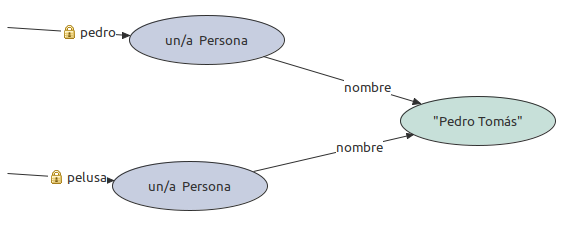 pedro
un/a Persona
nombre
"Pedro Tomás"
nombre
pelusa
un/a Persona